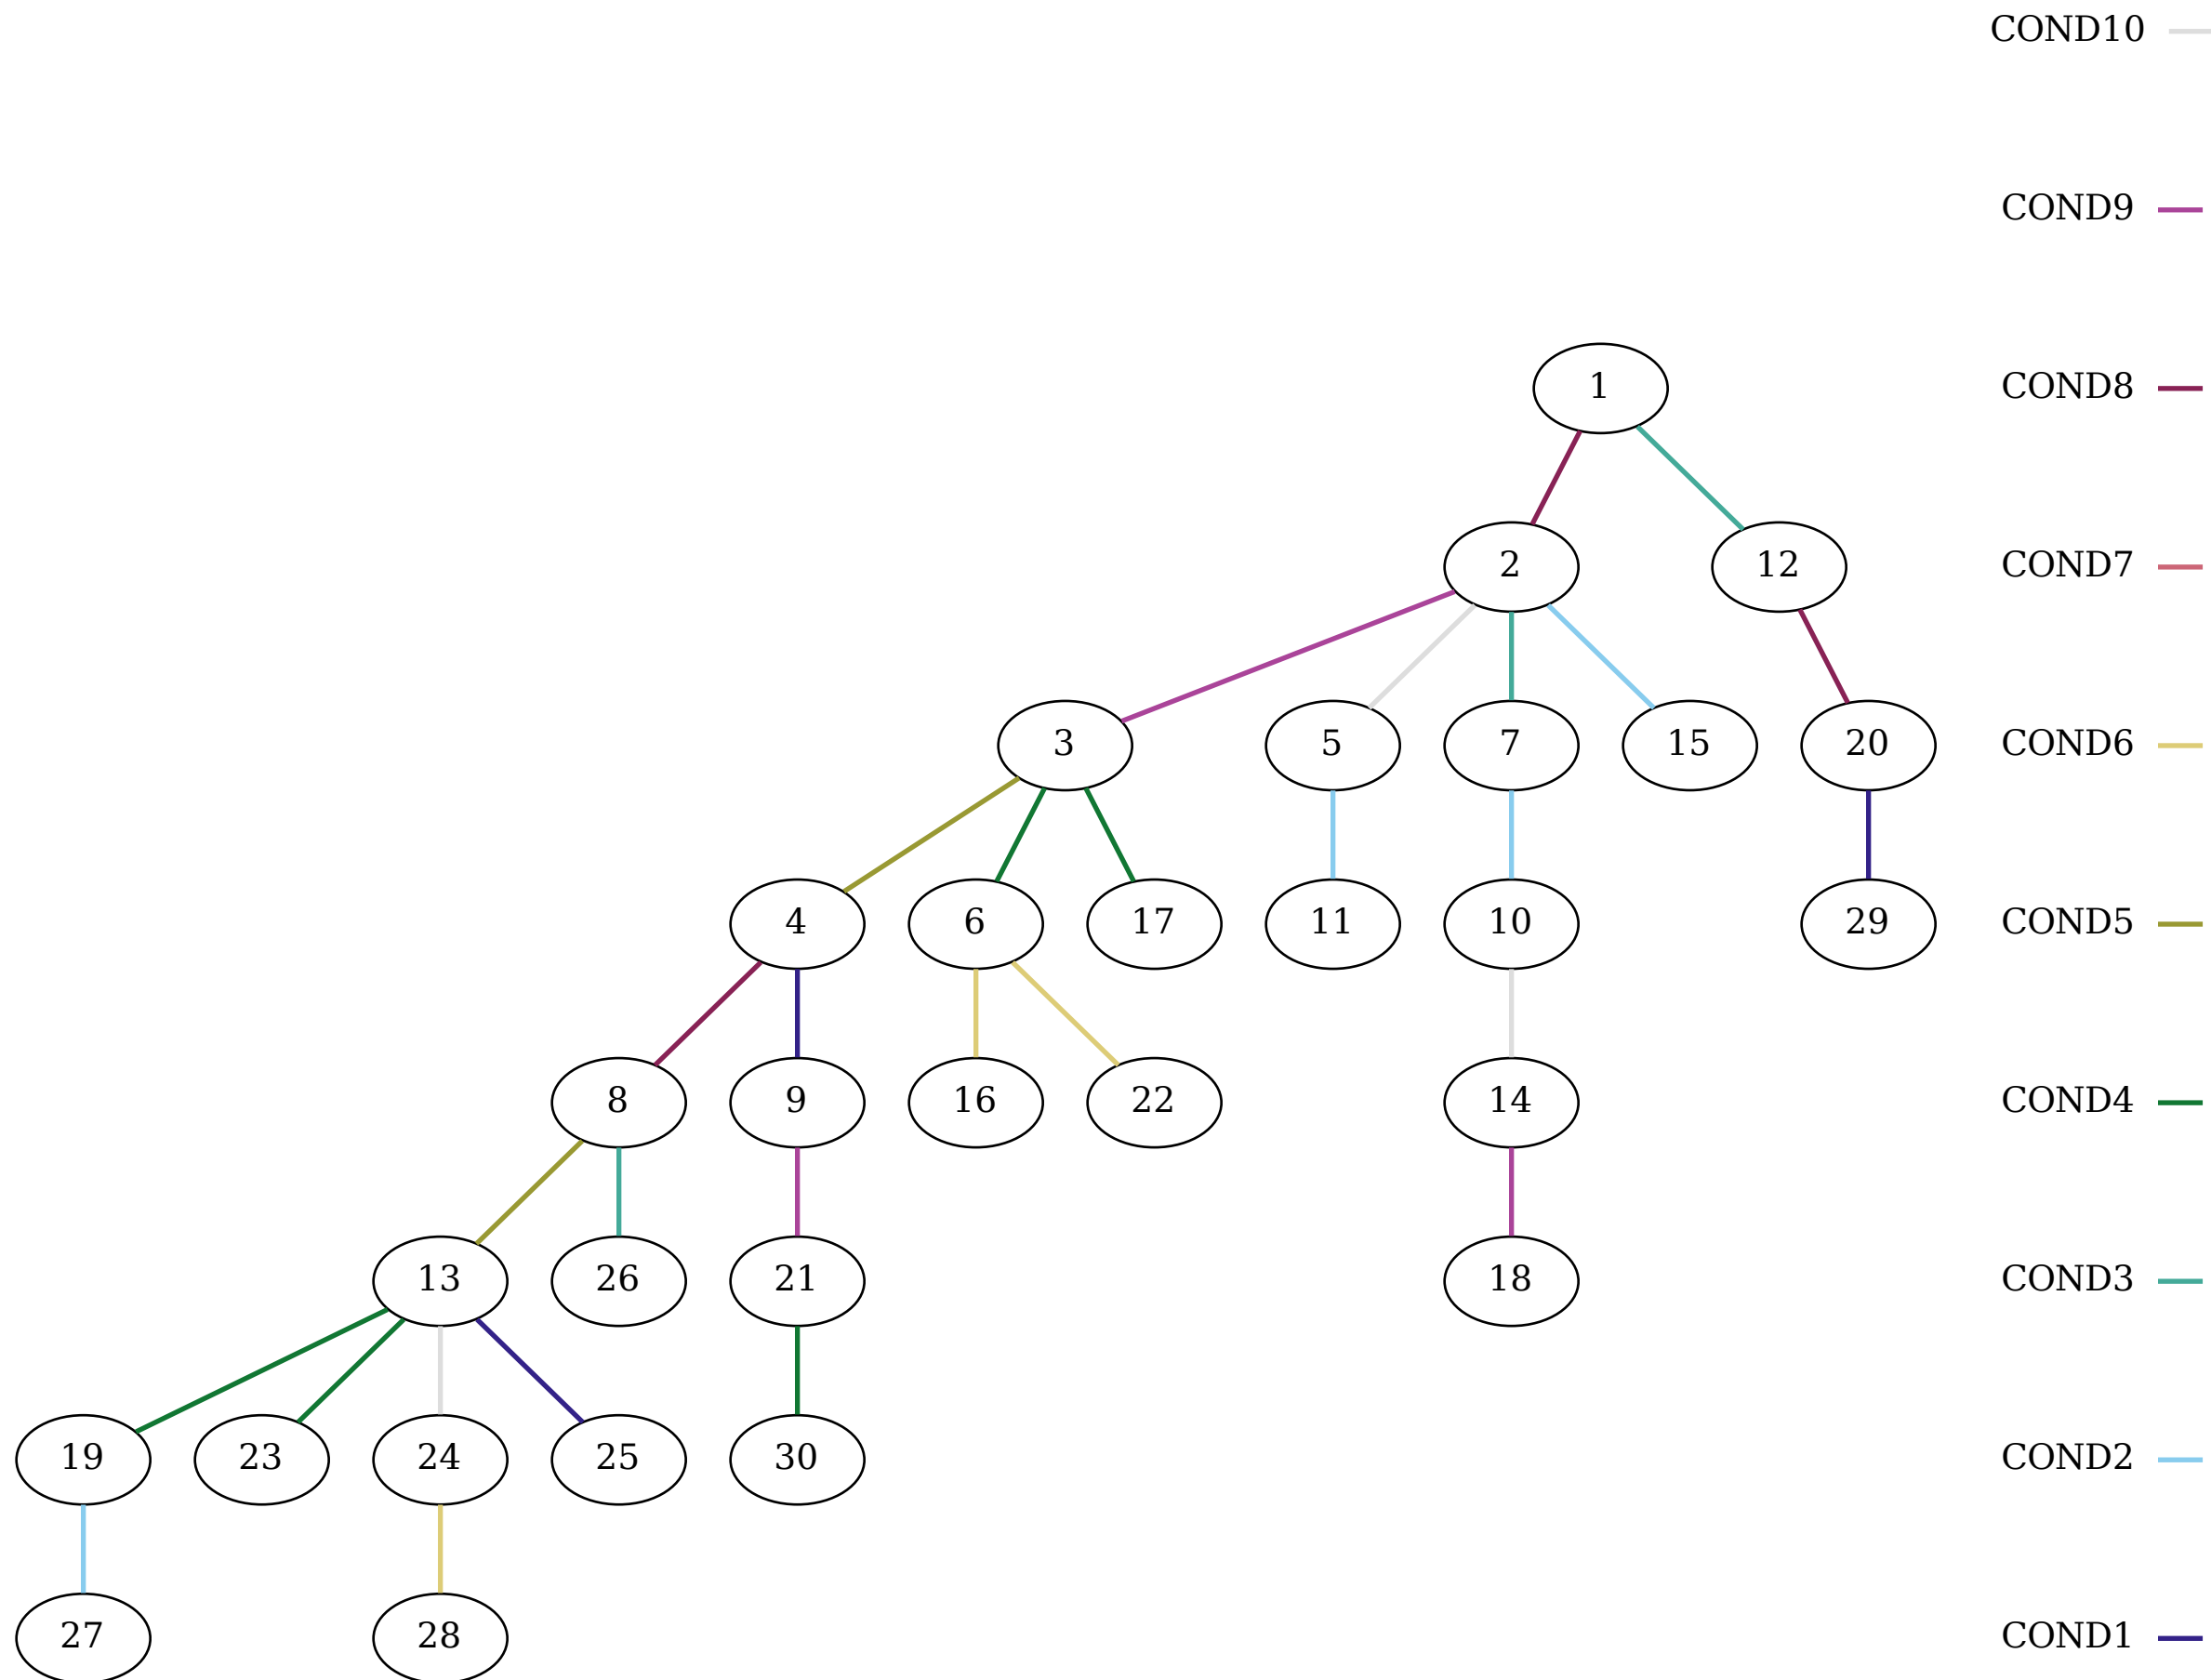 COND10
COND9
1 COND8
2 12 COND7
3 5 7 15 20 COND6
4 6 17 11 10 29 COND5
8 9 16 22 14 COND4
13 26 21 18 COND3
19 23 24 25 30 COND2
27 28 COND1